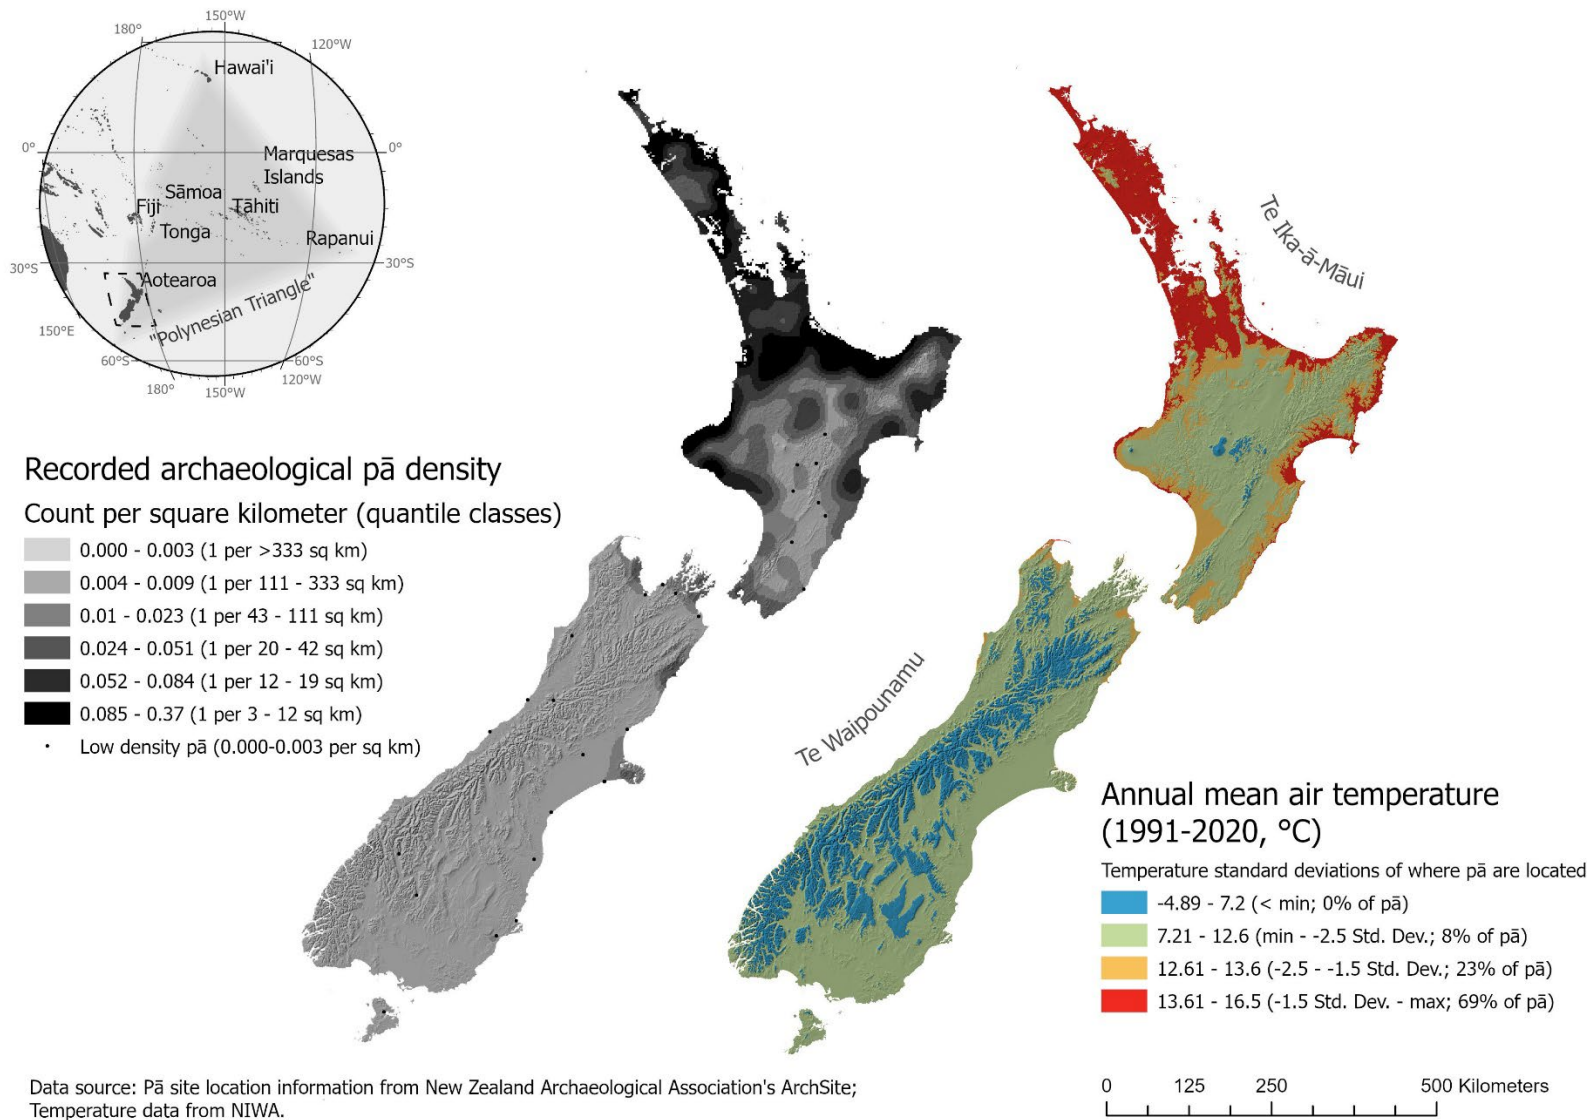 150°W
180°
120°W
Hawai'i
0°
Marquesas
Islands
0°
Sāmoa
Fiji
Tāhiti
Tonga
Rapanui
30°S
30°S
Aotearoa
"Polynesian Triangle"
150°E
60°S
60°S
180°
150°W
120°W
Te Ika-ā-Māui
Recorded archaeological pā density
Count per square kilometer (quantile classes)
0.000 - 0.003 (1 per >333 sq km)
0.004 - 0.009 (1 per 111 - 333 sq km)
0.01 - 0.023 (1 per 43 - 111 sq km)
0.024 - 0.051 (1 per 20 - 42 sq km)
0.052 - 0.084 (1 per 12 - 19 sq km)
0.085 - 0.37 (1 per 3 - 12 sq km)
Low density pā (0.000-0.003 per sq km)
Te Waipounamu
Annual mean air temperature
(1991-2020, °C)
Temperature standard deviations of where pā are located
-4.89 - 7.2 (< min; 0% of pā)
7.21 - 12.6 (min - -2.5 Std. Dev.; 8% of pā)
12.61 - 13.6 (-2.5 - -1.5 Std. Dev.; 23% of pā)
13.61 - 16.5 (-1.5 Std. Dev. - max; 69% of pā)
Data source: Pā site location information from New Zealand Archaeological Association's ArchSite;
Temperature data from NIWA.
0 125 250 500 Kilometers